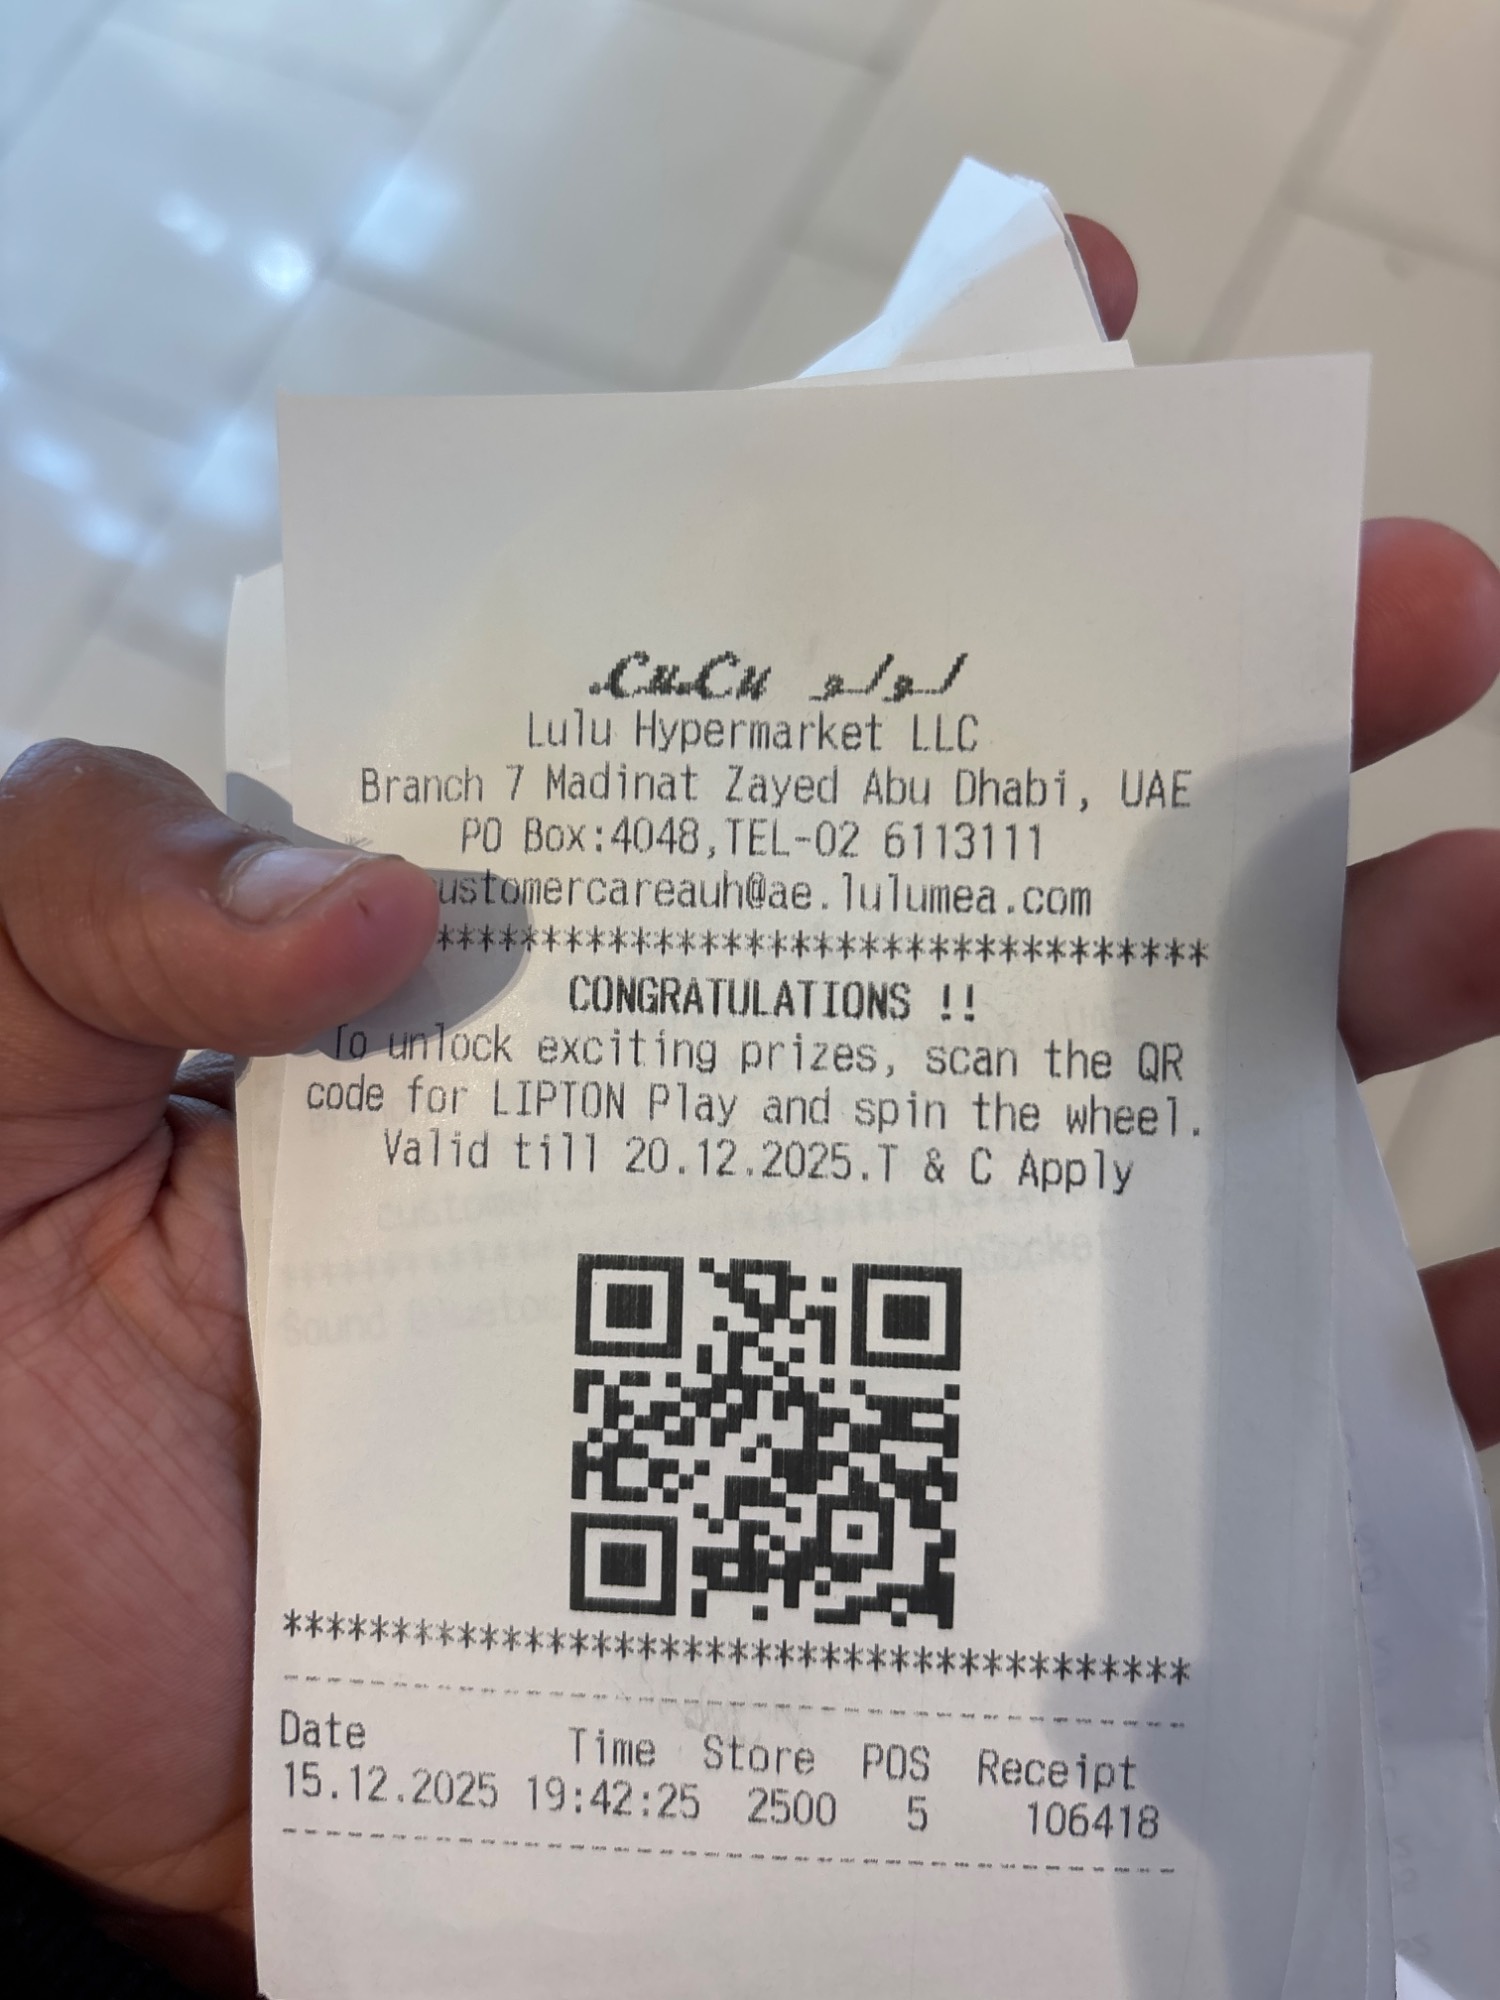 LuLu لولو
Lulu Hypermarket LLC
Branch 7 Madinat Zayed Abu Dhabi, UAE
PO Box:4048,TEL-02 6113111
ustomercareauh@ae.lulumea.com
***********************************
CONGRATULATIONS !!
To unlock exciting prizes, scan the QR
code for LIPTON Play and spin the wheel.
Valid till 20.12.2025.T & C Apply
******************************************
Date Time Store POS Receipt
15.12.2025 19:42:25 2500 5 106418